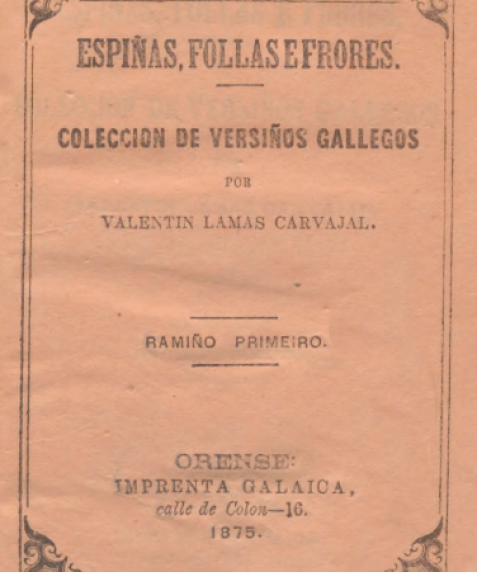 ESPIÑAS, FOLLAS E FRORES.
COLECCION DE VERSIÑOS GALLEGOS
POR
VALENTIN LAMAS CARVAJAL.
RAMIÑO PRIMEIRO.
ORENSE:
IMPRENTA GALAICA,
calle de Colon—16.
1875.